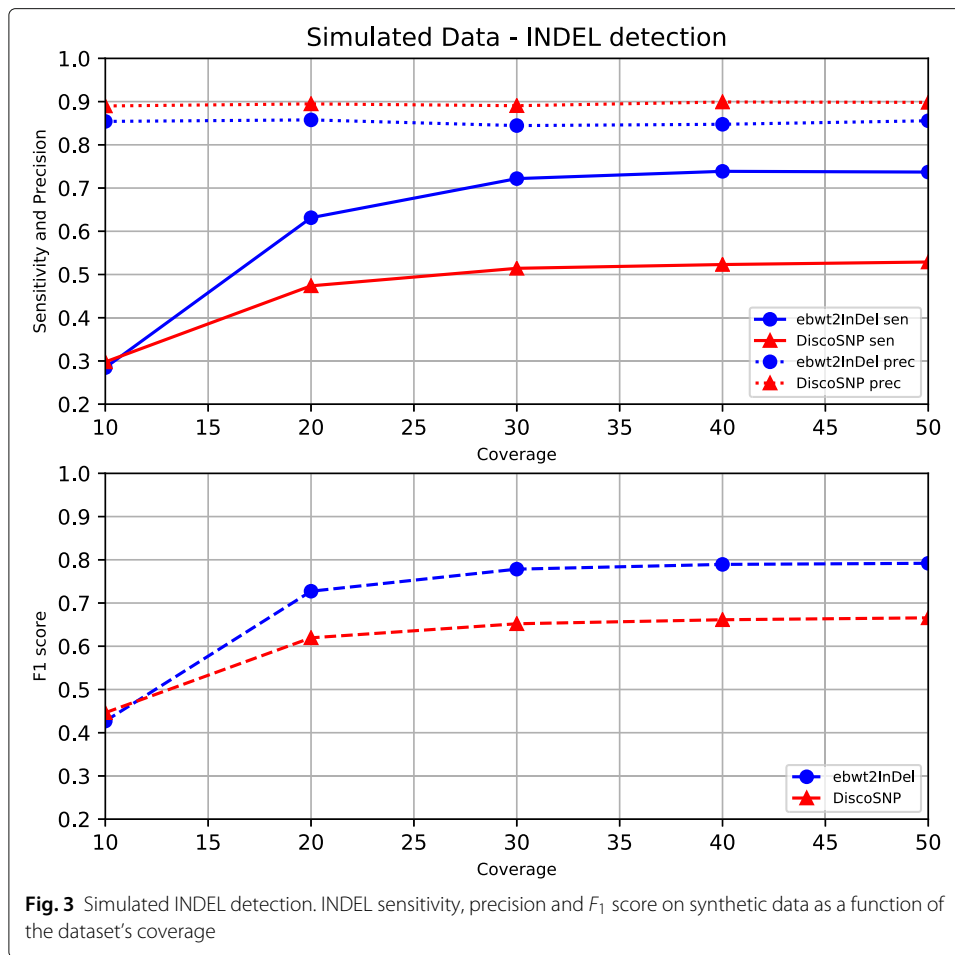 Simulated Data - INDEL detection
1.0
0.9
0.8
0.7
0.6
0.5
0.4
0.3
0.2
Sensitivity and Precision
ebwt2InDel sen
DiscoSNP sen
ebwt2InDel prec
DiscoSNP prec
10 15 20 25 30 35 40 45 50
Coverage
1.0
0.9
0.8
0.7
0.6
0.5
0.4
0.3
0.2
F1 score
ebwt2InDel
DiscoSNP
10 15 20 25 30 35 40 45 50
Coverage
Fig. 3 Simulated INDEL detection. INDEL sensitivity, precision and F₁ score on synthetic data as a function of
the dataset's coverage